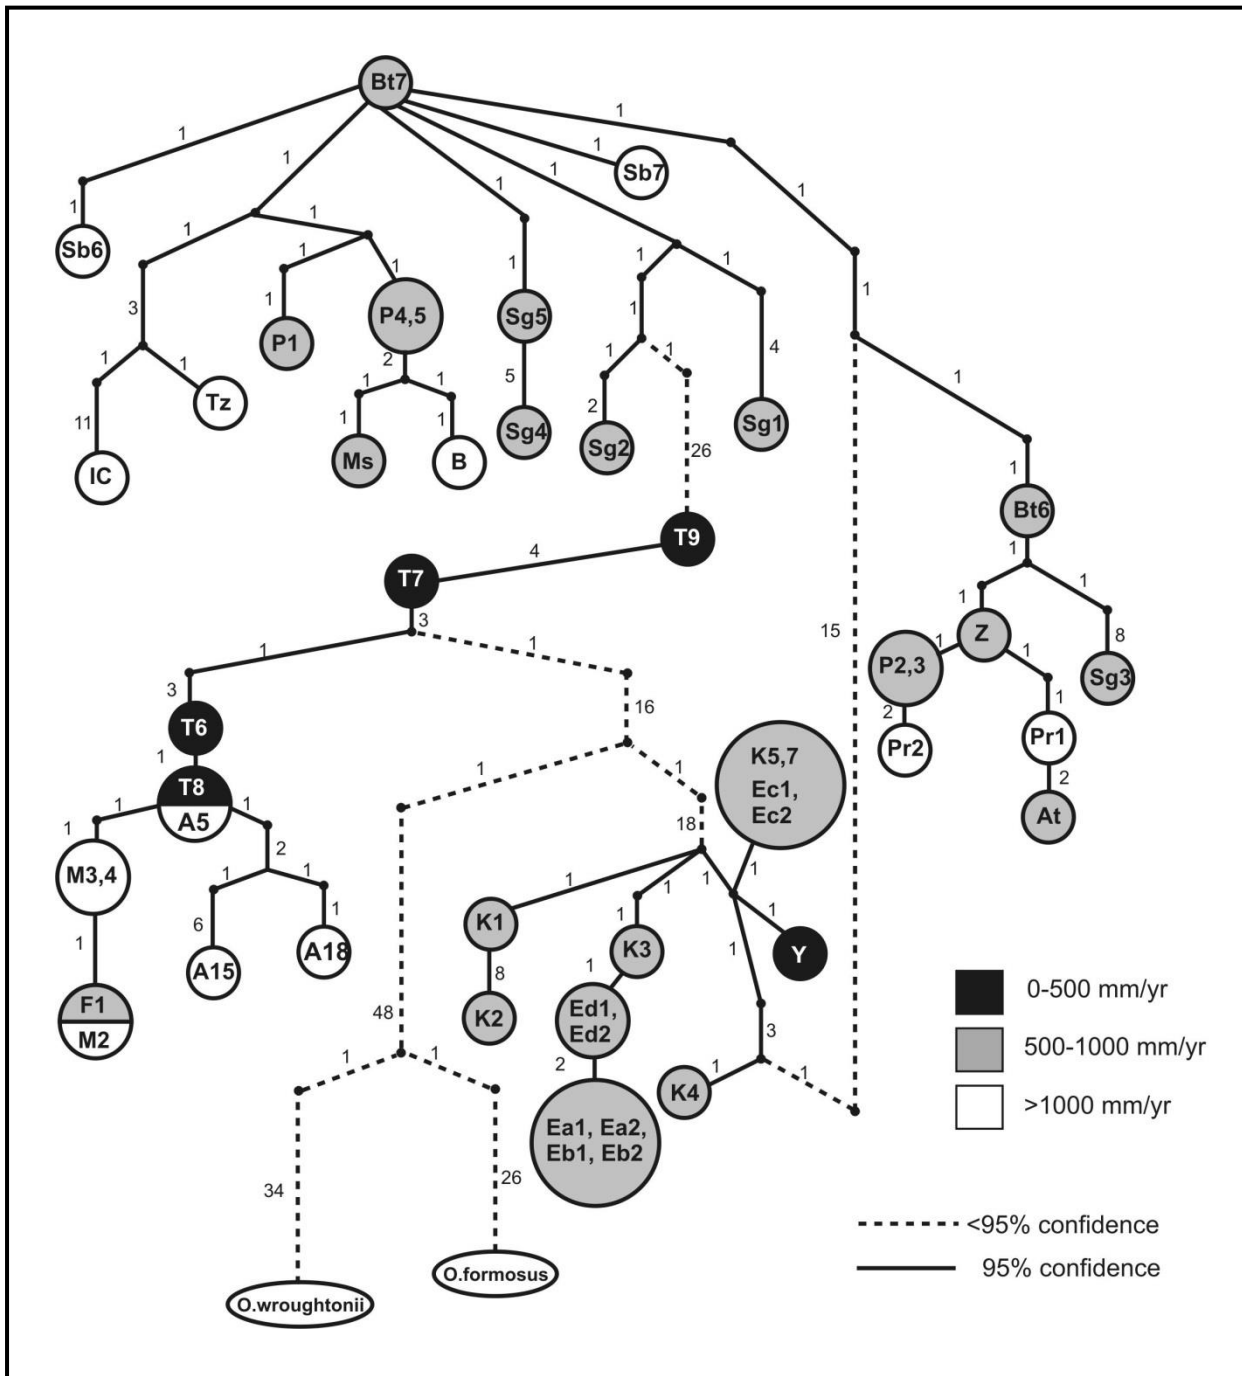 Bt7
1
1
1
1
1
1
1
Sb7
1
1
Sb6
1
1
1
1
1
1
1
1
1
1
3
1
P1
P4,5
Sg5
1
1
4
1
1
1
Tz
2
1
1
5
1
1
11
1
1
2
Sg1
IC
Ms
B
Sg4
Sg2
26
1
Bt6
T9
4
T7
1
3
1
1
1
Z
1
1
15
P2,3
8
Sg3
3
16
1
2
Pr2
Pr1
T6
1
T8
A5
1
1
1
1
K5,7
Ec1,
Ec2
2
At
1
M3,4
2
18
1
1
1
1
1
1
K1
1
K3
1
1
Y
6
1
A15
A18
8
1
F1
M2
K2
Ed1,
Ed2
48
3
2
1
1
K4
1
1
Ea1, Ea2,
Eb1, Eb2
34
26
O.wroughtonii
O.formosus
0-500 mm/yr
500-1000 mm/yr
>1000 mm/yr
<95% confidence
95% confidence